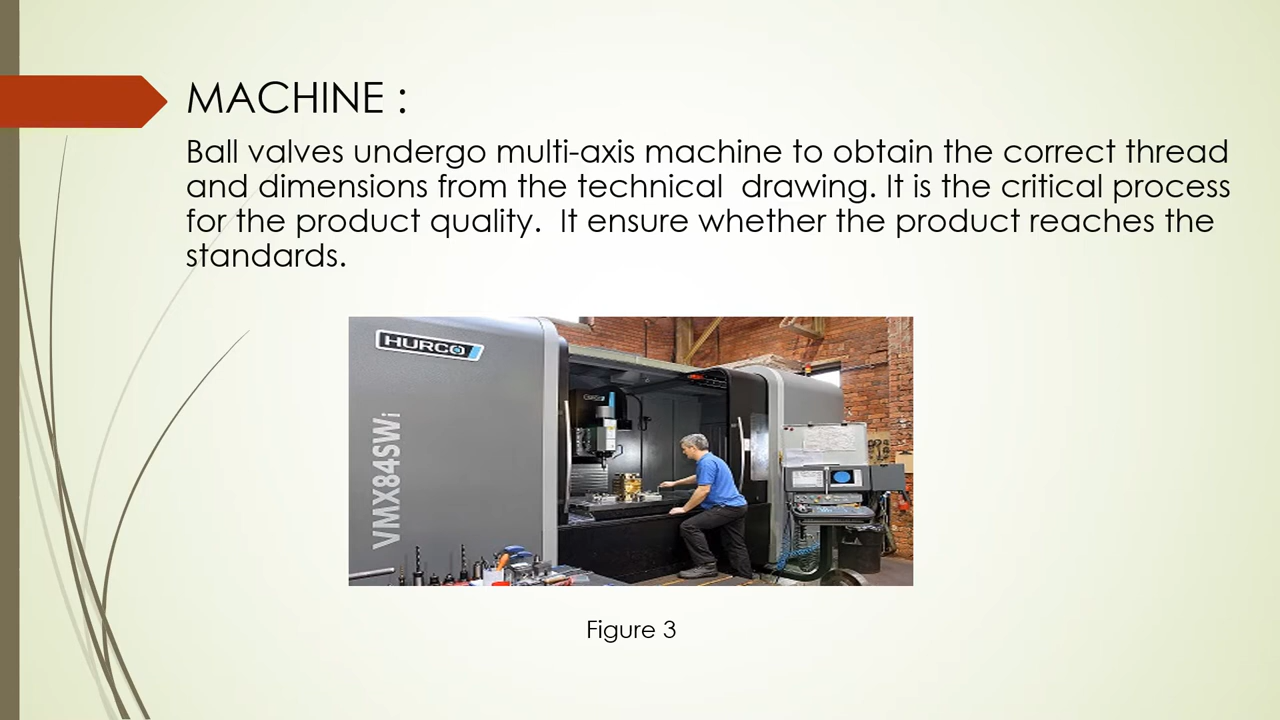 MACHINE :
Ball valves undergo multi-axis machine to obtain the correct thread
and dimensions from the technical  drawing. It is the critical process
for the product quality.  It ensure whether the product reaches the
standards.
HURCO
VMX84SWi
Figure 3